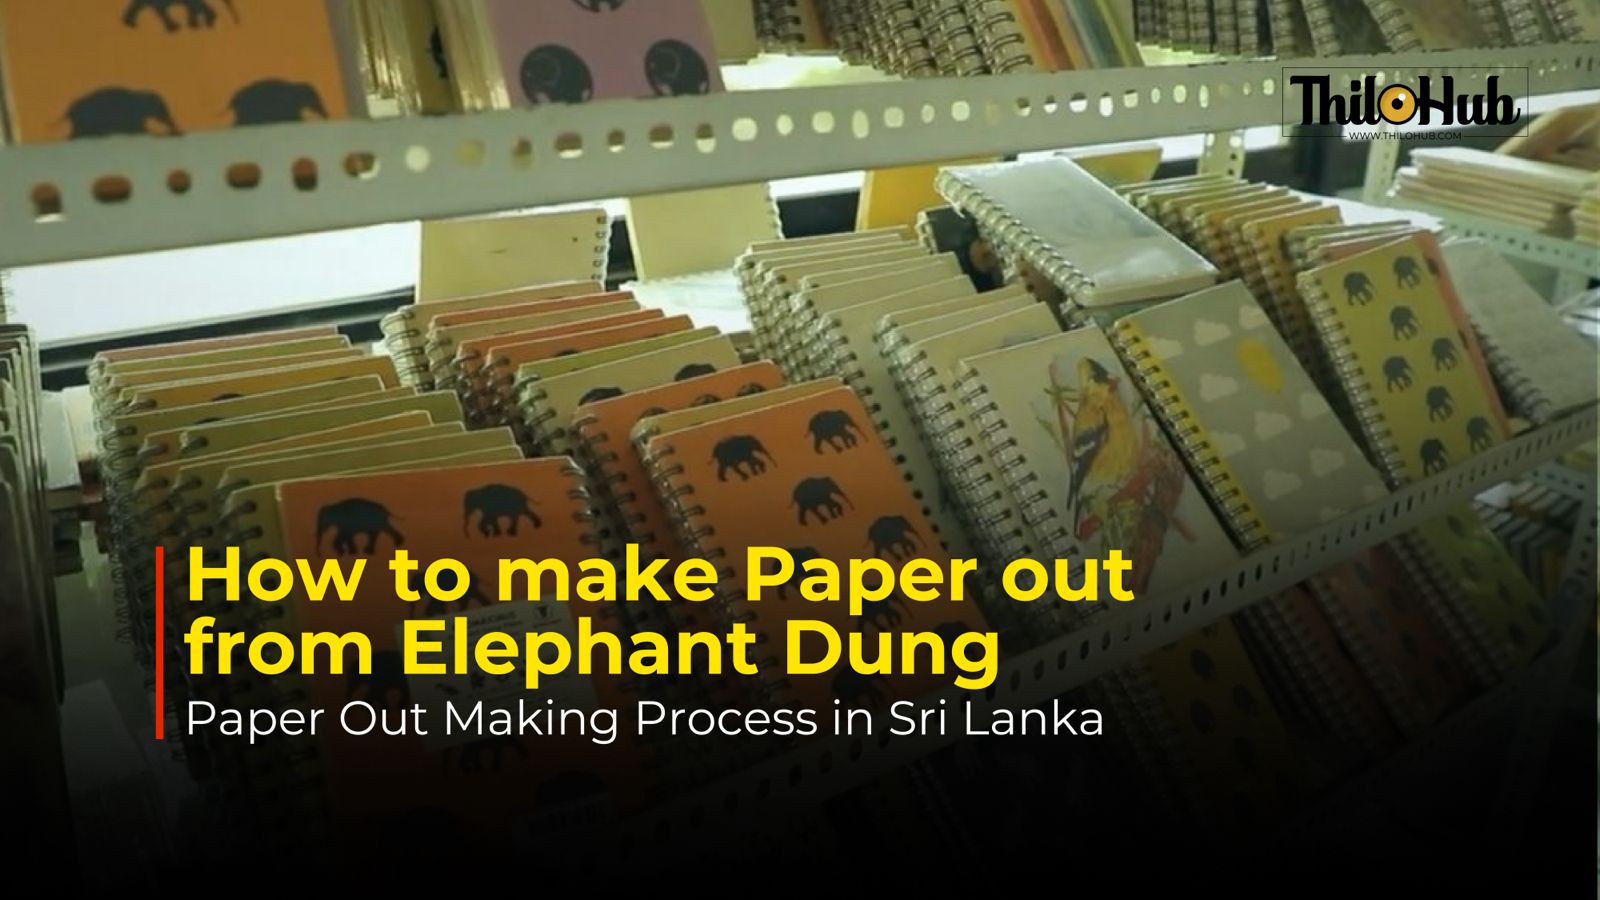 ThiloHub
WWW.THILOHUB.COM
How to make Paper out
from Elephant Dung
Paper Out Making Process in Sri Lanka